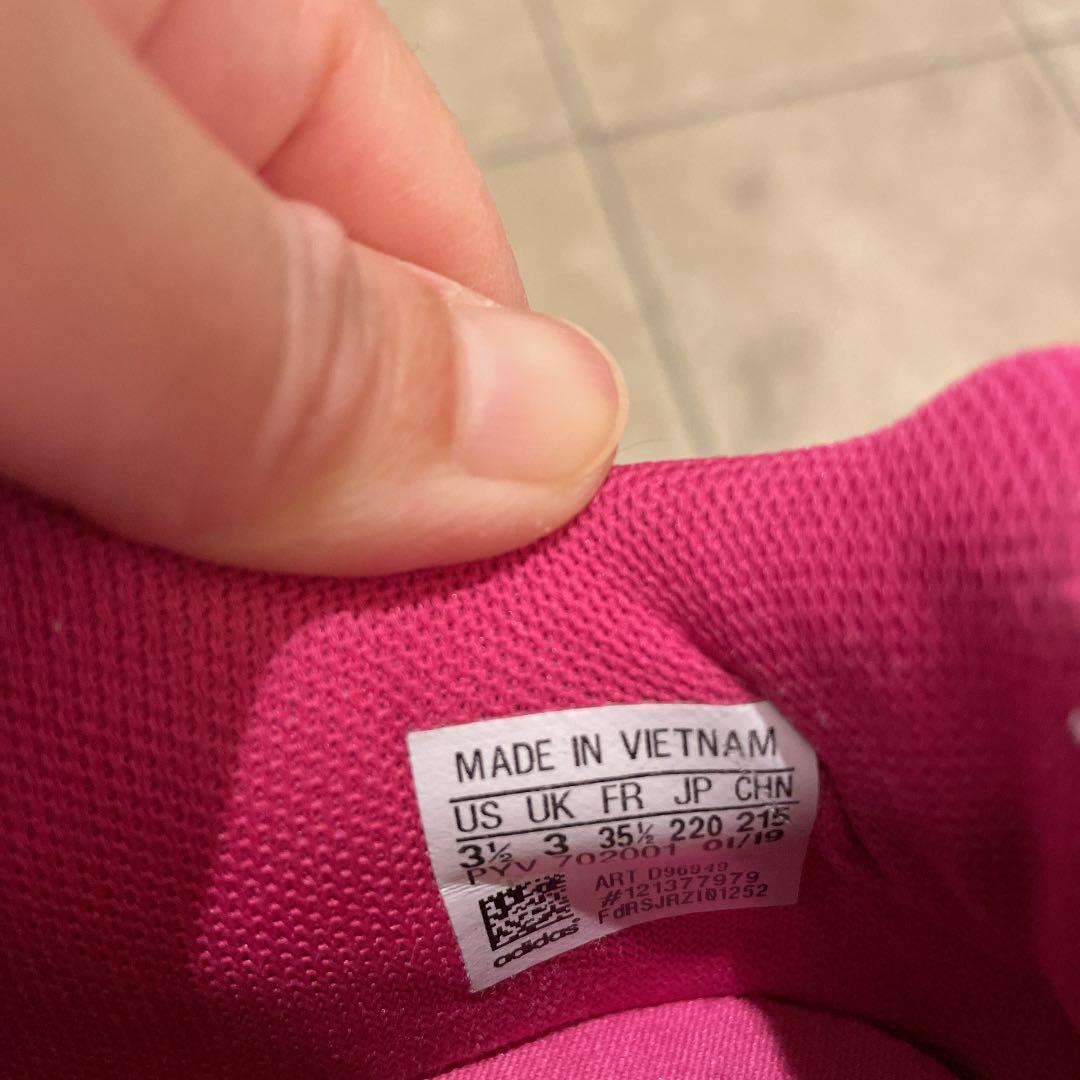 MADE IN VIETNAM
US UK FR JP CHN
3½ 3 35½ 220 215
PYV 702001 01/19
ART D96949
#121377979
FdRSJRZIQ1252
adidas